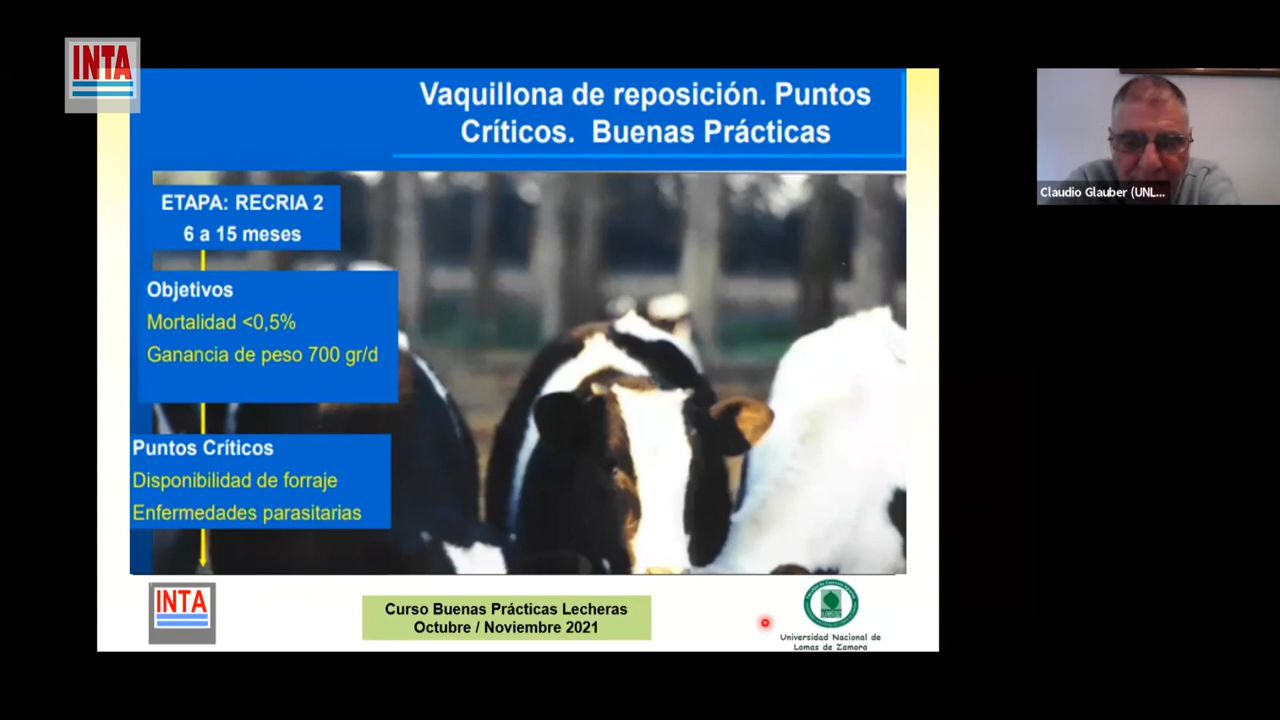 INTA
Vaquillona de reposición. Puntos
Críticos. Buenas Prácticas
ETAPA: RECRIA 2
6 a 15 meses
Objetivos
Mortalidad <0,5%
Ganancia de peso 700 gr/d
Puntos Críticos
Disponibilidad de forraje
Enfermedades parasitarias
INTA
Curso Buenas Prácticas Lecheras
Octubre / Noviembre 2021
Universidad Nacional de
Lomas de Zamora
Claudio Glauber (UNL...